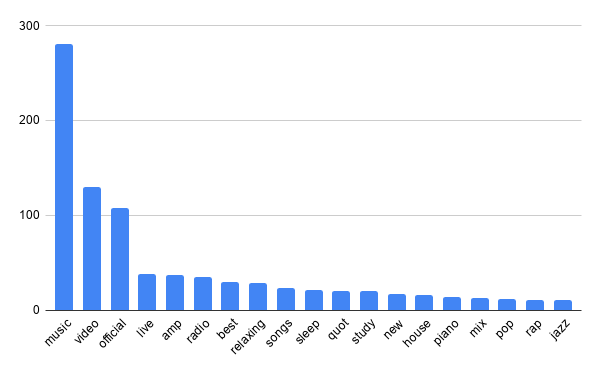 300
200
100
0
music
video
official
live
amp
radio
best
relaxing
songs
sleep
quot
study
new
house
piano
mix
pop
rap
jazz